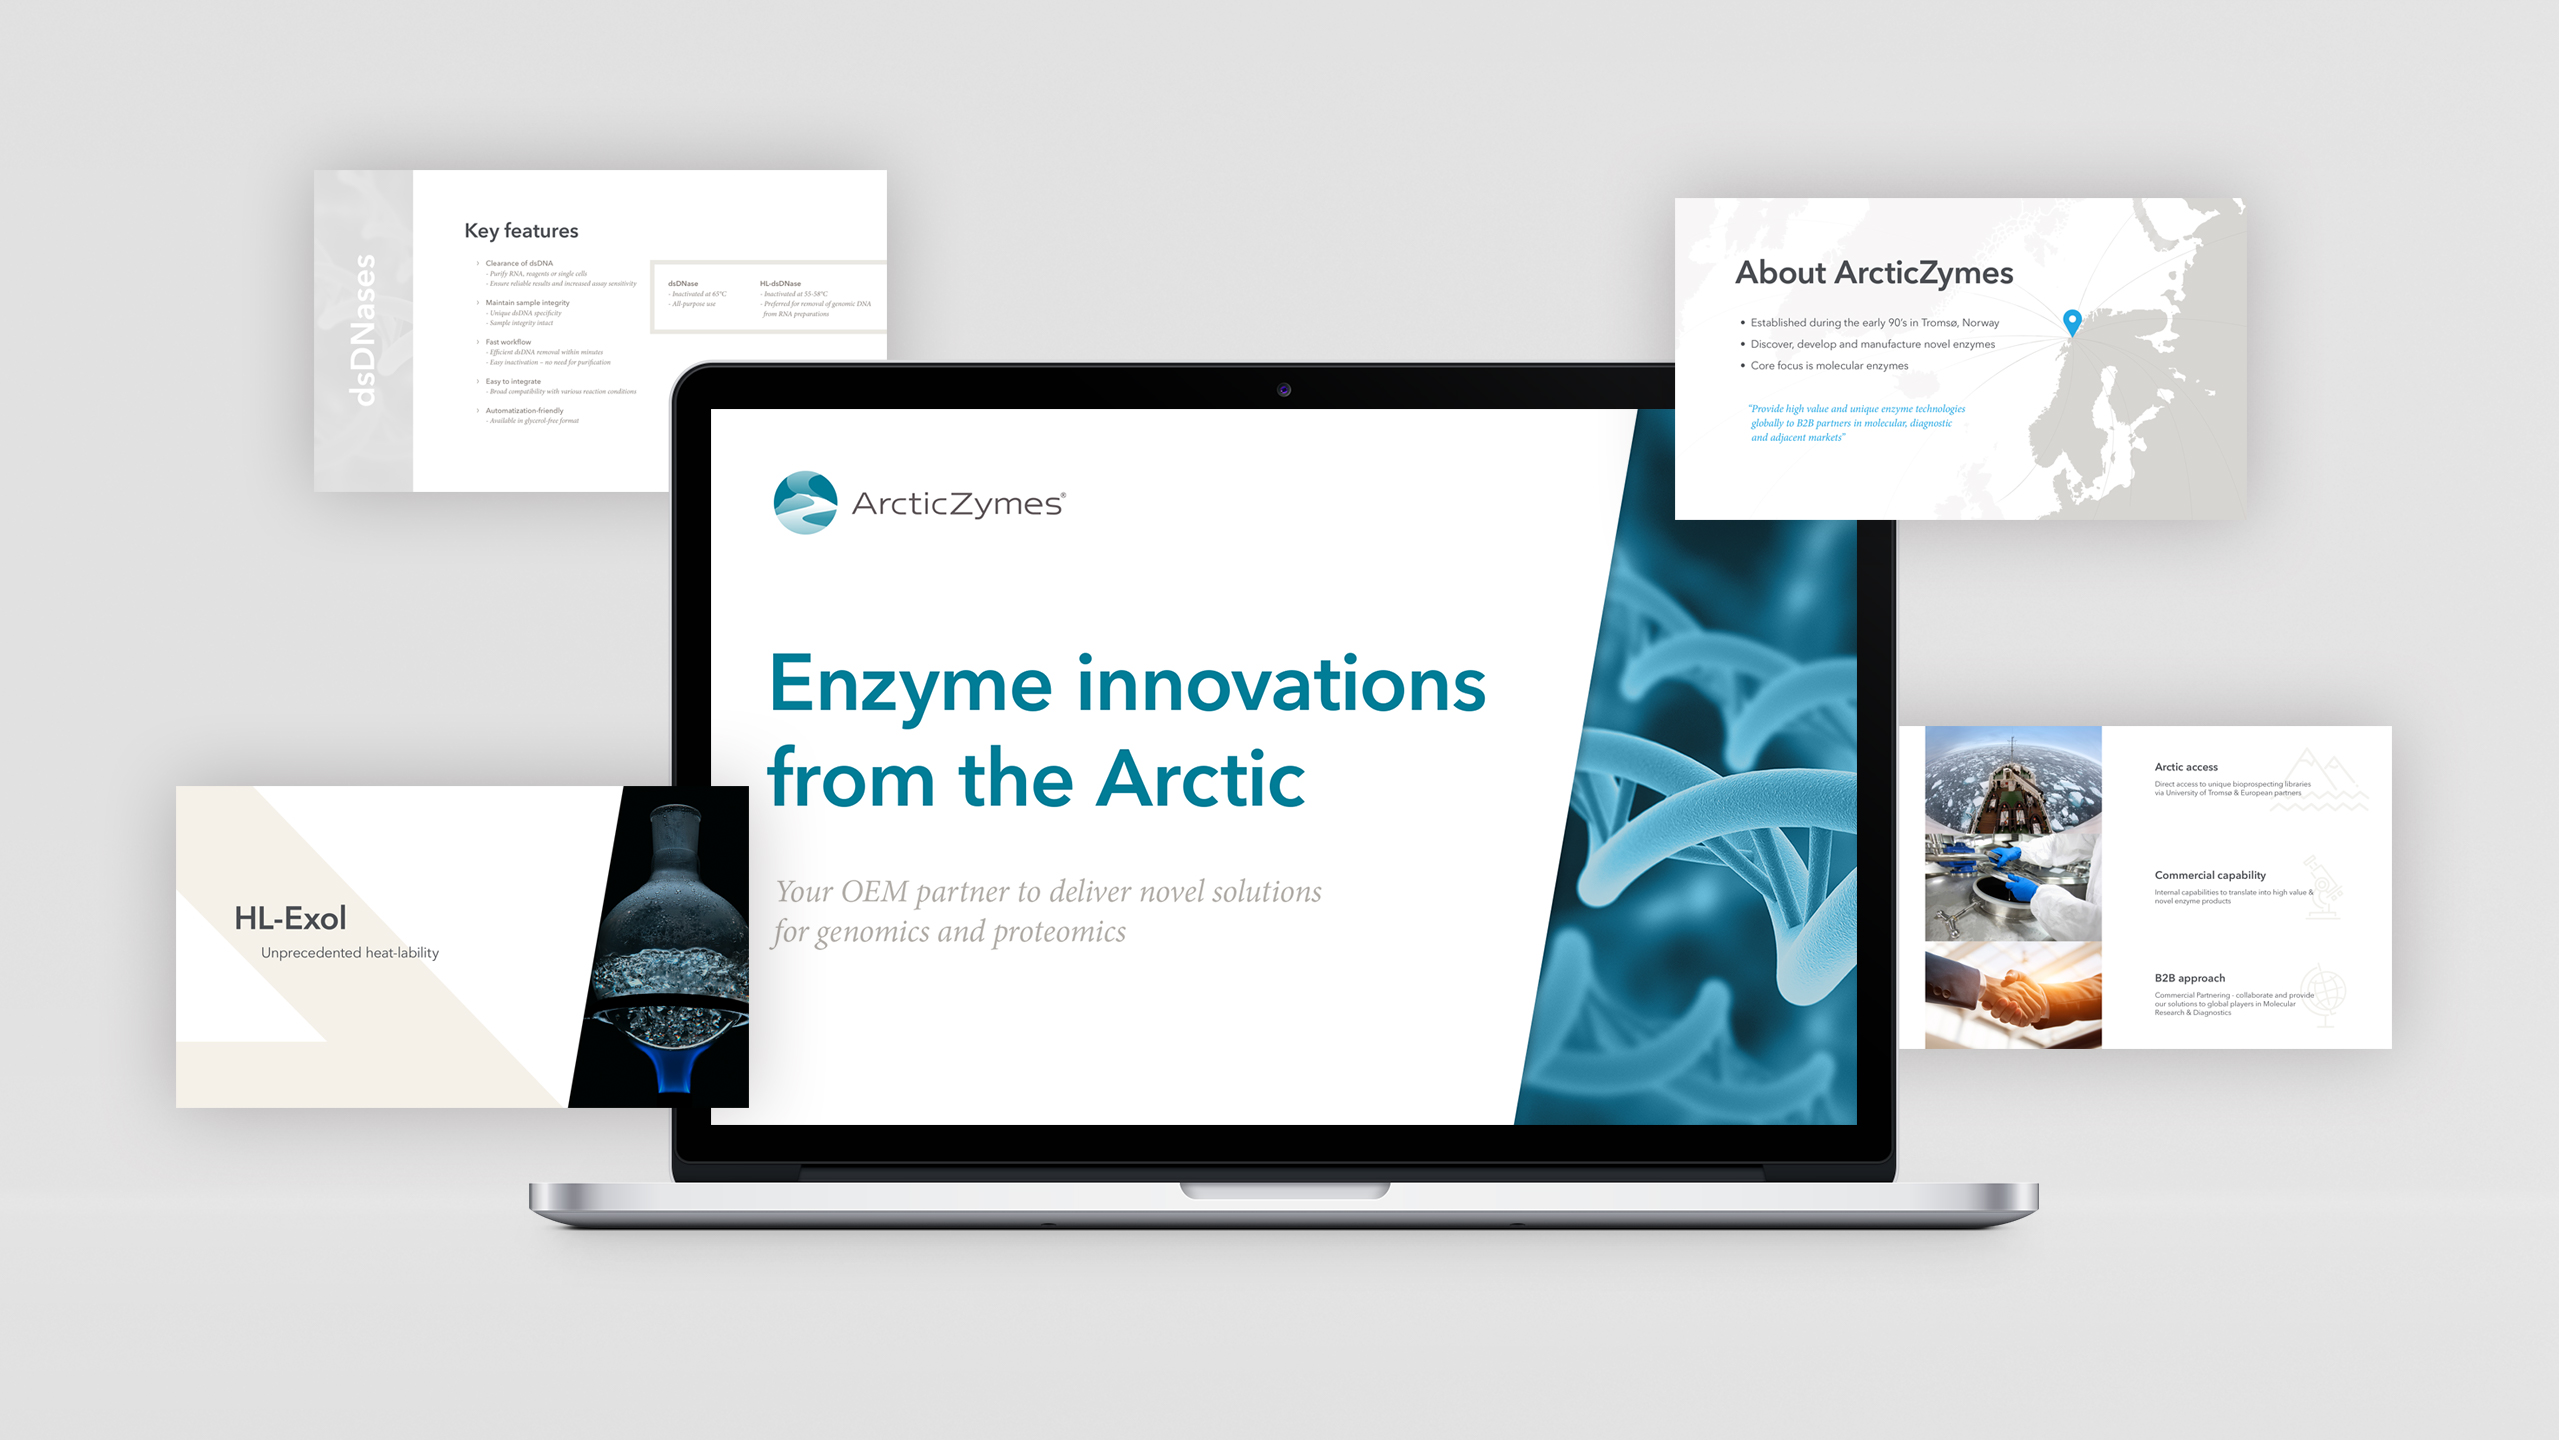 dsDNases
Key features
› Clearance of dsDNA
- Purify RNA, reagents or single cells
- Ensure reliable results and increased assay sensitivity
› Maintain sample integrity
- Unique dsDNA specificity
- Sample integrity intact
› Fast workflow
- Efficient dsDNA removal within minutes
- Easy inactivation – no need for purification
› Easy to integrate
- Broad compatibility with various reaction conditions
› Automatization-friendly
- Available in glycerol-free format
dsDNase
- Inactivated at 65°C
- All-purpose use
HL-dsDNase
- Inactivated at 55-58°C
- Preferred for removal of genomic DNA
from RNA preparations
About ArcticZymes
• Established during the early 90's in Tromsø, Norway
• Discover, develop and manufacture novel enzymes
• Core focus is molecular enzymes
“Provide high value and unique enzyme technologies
globally to B2B partners in molecular, diagnostic
and adjacent markets”
ArcticZymes®
Enzyme innovations
from the Arctic
Your OEM partner to deliver novel solutions
for genomics and proteomics
HL-ExoI
Unprecedented heat-lability
Arctic access
Direct access to unique bioprospecting libraries
via University of Tromsø & European partners
Commercial capability
Internal capabilities to translate into high value &
novel enzyme products
B2B approach
Commercial Partnering - collaborate and provide
our solutions to global players in Molecular
Research & Diagnostics